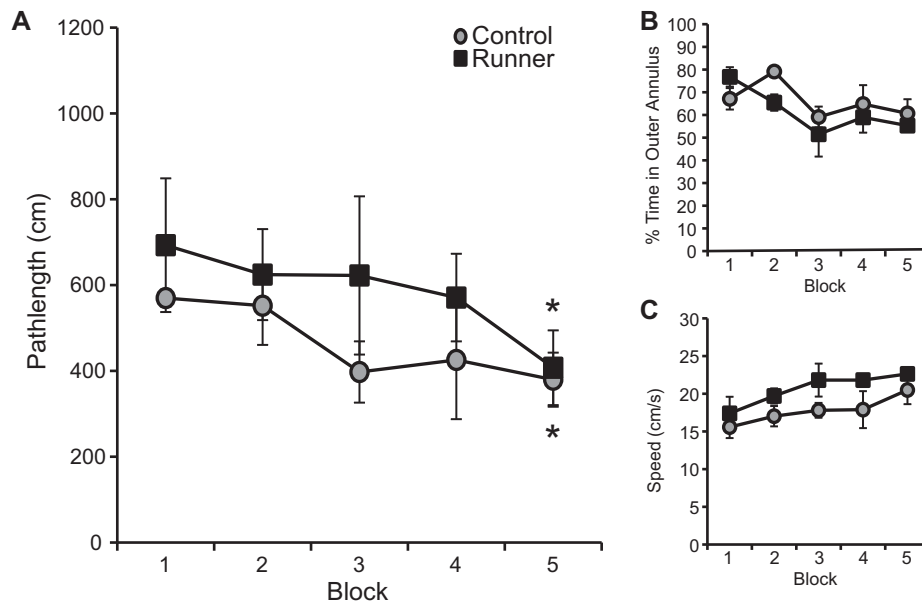 A
1200
1000
800
600
400
200
0
Pathlength (cm)
Control
Runner
*
*
1 2 3 4 5
Block
B
100
90
80
70
60
50
40
30
20
10
0
% Time in Outer Annulus
1 2 3 4 5
Block
C
30
25
20
15
10
5
0
Speed (cm/s)
1 2 3 4 5
Block